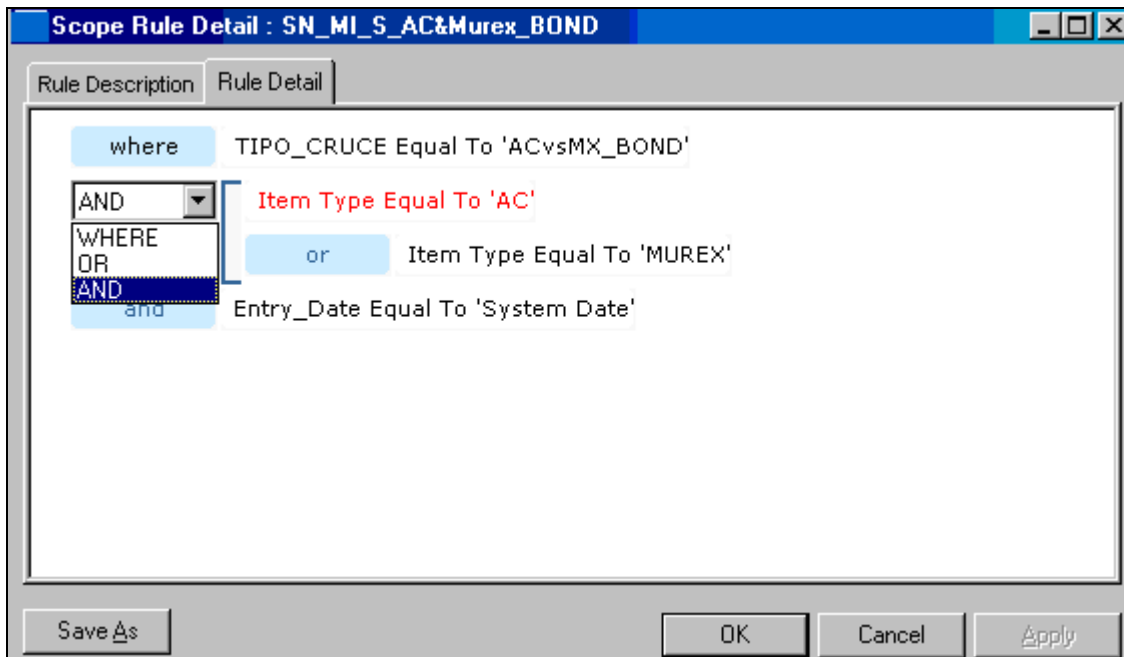 Scope Rule Detail : SN_MI_S_AC&Murex_BOND
Rule Description Rule Detail
where TIPO_CRUCE Equal To 'ACvsMX_BOND'
AND Item Type Equal To 'AC'
WHERE
OR
or Item Type Equal To 'MUREX'
AND
and Entry_Date Equal To 'System Date'
Save As OK Cancel Apply